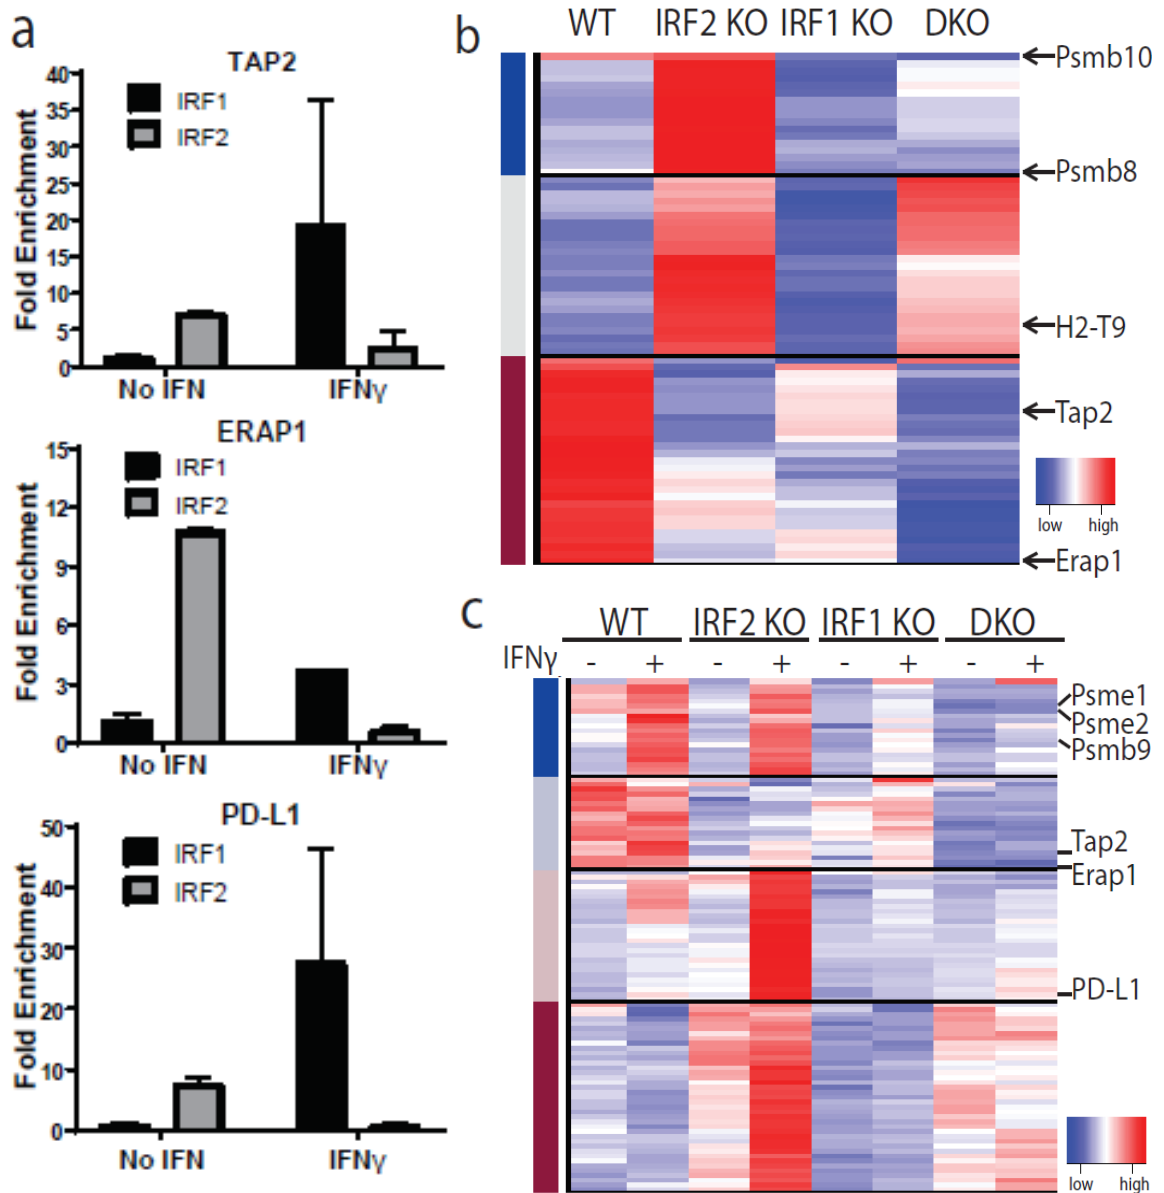 a
TAP2
Fold Enrichment
40
35
30
25
20
15
10
5
0
IRF1
IRF2
No IFN IFNγ
ERAP1
Fold Enrichment
15
12
9
6
3
0
IRF1
IRF2
No IFN IFNγ
PD-L1
Fold Enrichment
50
40
30
20
10
0
IRF1
IRF2
No IFN IFNγ
b
WT IRF2 KO IRF1 KO DKO
Psmb10
Psmb8
H2-T9
Tap2
Erap1
low high
c
WT IRF2 KO IRF1 KO DKO
IFNγ - + - + - + - +
Psme1
Psme2
Psmb9
Tap2
Erap1
PD-L1
low high